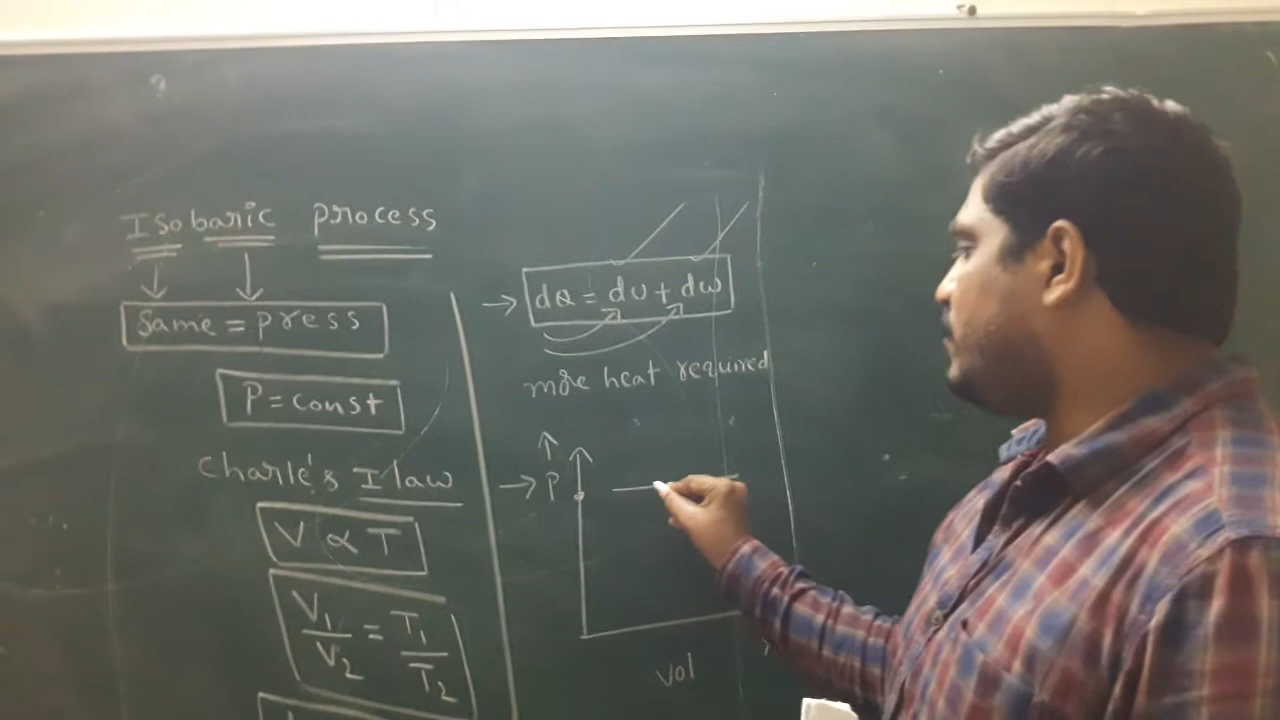 Isobaric process
Same = press
P = const
Charle's I law
V ∝ T
V1/V2 = T1/T2
dQ = dU + dW
more heat required
P
Vol